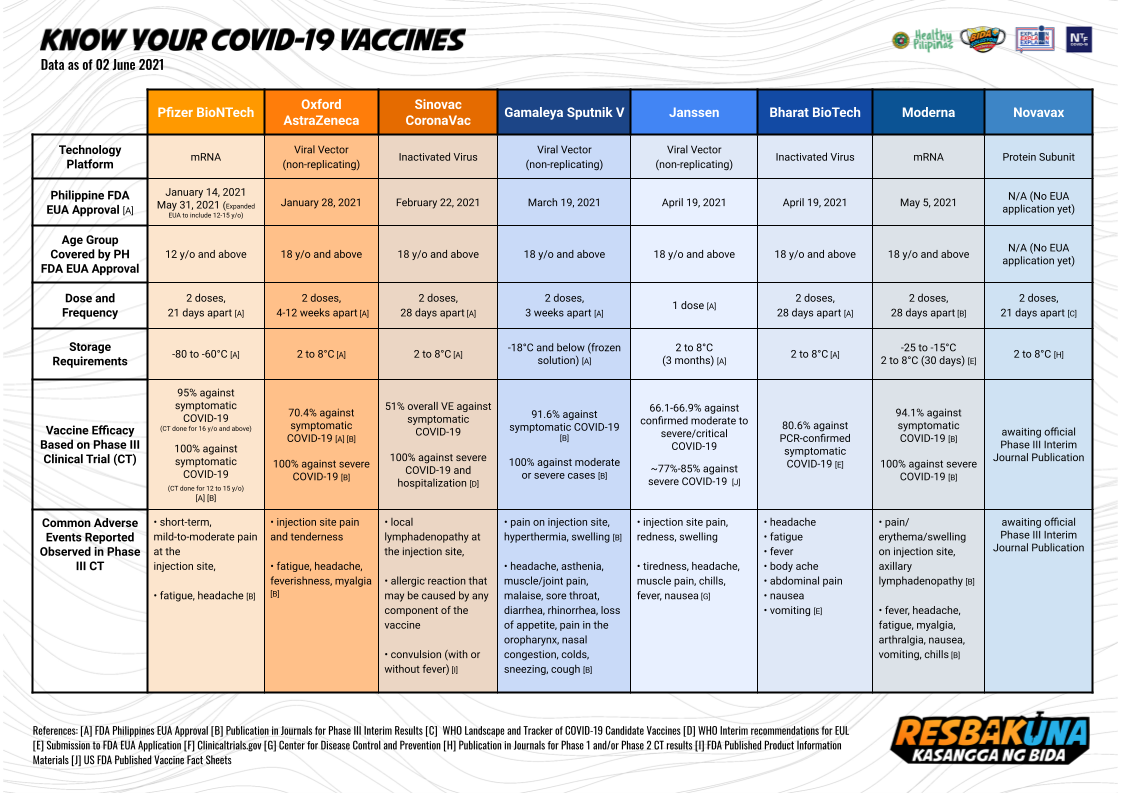 KNOW YOUR COVID-19 VACCINES
Data as of 02 June 2021
Healthy
Pilipinas
BIDA
EXPLAIN
EXPLAIN
EXPLAIN
NTF
COVID-19
Pfizer BioNTech
Oxford
AstraZeneca
Sinovac
CoronaVac
Gamaleya Sputnik V
Janssen
Bharat BioTech
Moderna
Novavax
Technology
Platform
mRNA
Viral Vector
(non-replicating)
Inactivated Virus
Viral Vector
(non-replicating)
Viral Vector
(non-replicating)
Inactivated Virus
mRNA
Protein Subunit
Philippine FDA
EUA Approval [A]
January 14, 2021
May 31, 2021 (Expanded
EUA to include 12-15 y/o)
January 28, 2021
February 22, 2021
March 19, 2021
April 19, 2021
April 19, 2021
May 5, 2021
N/A (No EUA
application yet)
Age Group
Covered by PH
FDA EUA Approval
12 y/o and above
18 y/o and above
18 y/o and above
18 y/o and above
18 y/o and above
18 y/o and above
18 y/o and above
N/A (No EUA
application yet)
Dose and
Frequency
2 doses,
21 days apart [A]
2 doses,
4-12 weeks apart [A]
2 doses,
28 days apart [A]
2 doses,
3 weeks apart [A]
1 dose [A]
2 doses,
28 days apart [A]
2 doses,
28 days apart [B]
2 doses,
21 days apart [C]
Storage
Requirements
-80 to -60°C [A]
2 to 8°C [A]
2 to 8°C [A]
-18°C and below (frozen
solution) [A]
2 to 8°C
(3 months) [A]
2 to 8°C [A]
-25 to -15°C
2 to 8°C (30 days) [E]
2 to 8°C [H]
Vaccine Efficacy
Based on Phase III
Clinical Trial (CT)
95% against
symptomatic
COVID-19
(CT done for 16 y/o and above)
100% against
symptomatic
COVID-19
(CT done for 12 to 15 y/o)
[A] [B]
70.4% against
symptomatic
COVID-19 [A] [B]
100% against severe
COVID-19 [B]
51% overall VE against
symptomatic
COVID-19
100% against severe
COVID-19 and
hospitalization [D]
91.6% against
symptomatic COVID-19
[B]
100% against moderate
or severe cases [B]
66.1-66.9% against
confirmed moderate to
severe/critical
COVID-19
~77%-85% against
severe COVID-19 [J]
80.6% against
PCR-confirmed
symptomatic
COVID-19 [E]
94.1% against
symptomatic
COVID-19 [B]
100% against severe
COVID-19 [B]
awaiting official
Phase III Interim
Journal Publication
Common Adverse
Events Reported
Observed in Phase
III CT
• short-term,
mild-to-moderate pain
at the
injection site,
• fatigue, headache [B]
• injection site pain
and tenderness
• fatigue, headache,
feverishness, myalgia
[B]
• local
lymphadenopathy at
the injection site,
• allergic reaction that
may be caused by any
component of the
vaccine
• convulsion (with or
without fever) [I]
• pain on injection site,
hyperthermia, swelling [B]
• headache, asthenia,
muscle/joint pain,
malaise, sore throat,
diarrhea, rhinorrhea, loss
of appetite, pain in the
oropharynx, nasal
congestion, colds,
sneezing, cough [B]
• injection site pain,
redness, swelling
• tiredness, headache,
muscle pain, chills,
fever, nausea [G]
• headache
• fatigue
• fever
• body ache
• abdominal pain
• nausea
• vomiting [E]
• pain/
erythema/swelling
on injection site,
axillary
lymphadenopathy [B]
• fever, headache,
fatigue, myalgia,
arthralgia, nausea,
vomiting, chills [B]
awaiting official
Phase III Interim
Journal Publication
References: [A] FDA Philippines EUA Approval [B] Publication in Journals for Phase III Interim Results [C] WHO Landscape and Tracker of COVID-19 Candidate Vaccines [D] WHO Interim recommendations for EUL
[E] Submission to FDA EUA Application [F] Clinicaltrials.gov [G] Center for Disease Control and Prevention [H] Publication in Journals for Phase 1 and/or Phase 2 CT results [I] FDA Published Product Information
Materials [J] US FDA Published Vaccine Fact Sheets
RESBAKUNA
KASANGGA NG BIDA